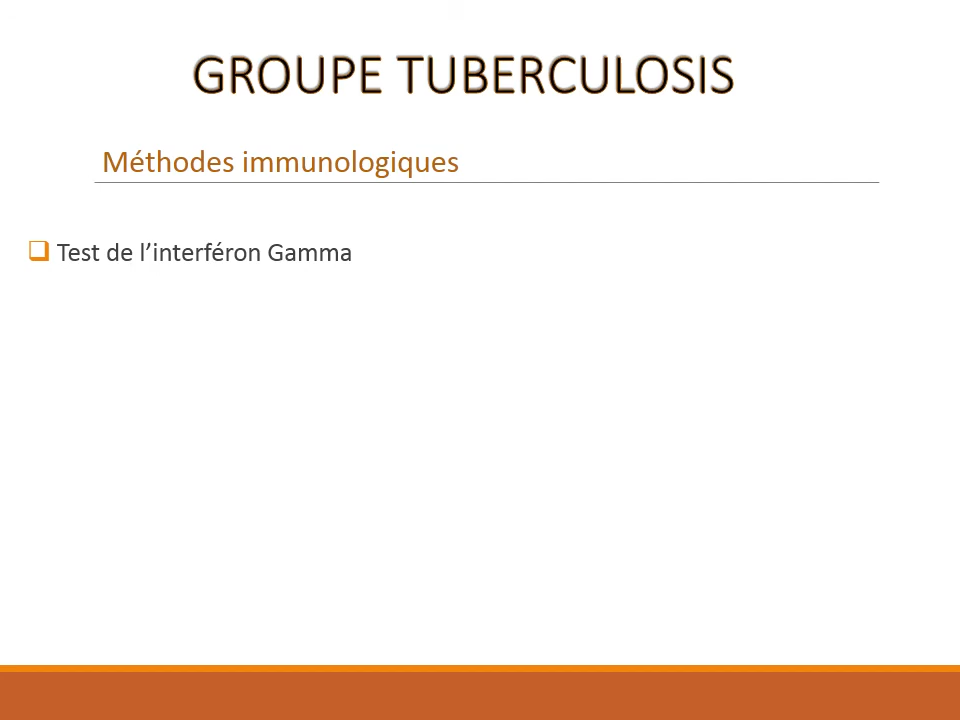 GROUPE TUBERCULOSIS
Méthodes immunologiques
Test de l’interféron Gamma